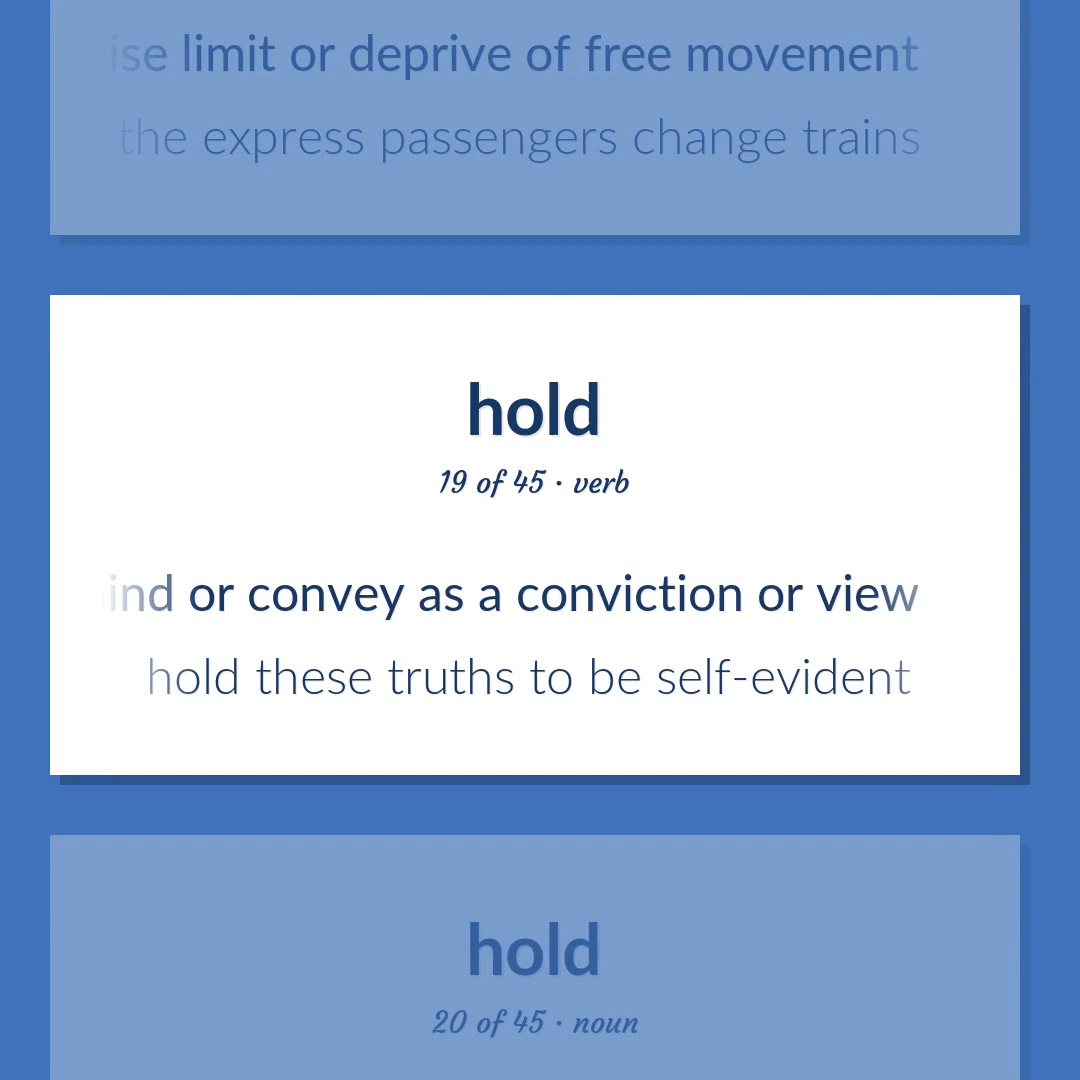 limit or deprive of free movement
the express passengers change trains
hold
19 of 45 · verb
or convey as a conviction or view
hold these truths to be self-evident
hold
20 of 45 · noun